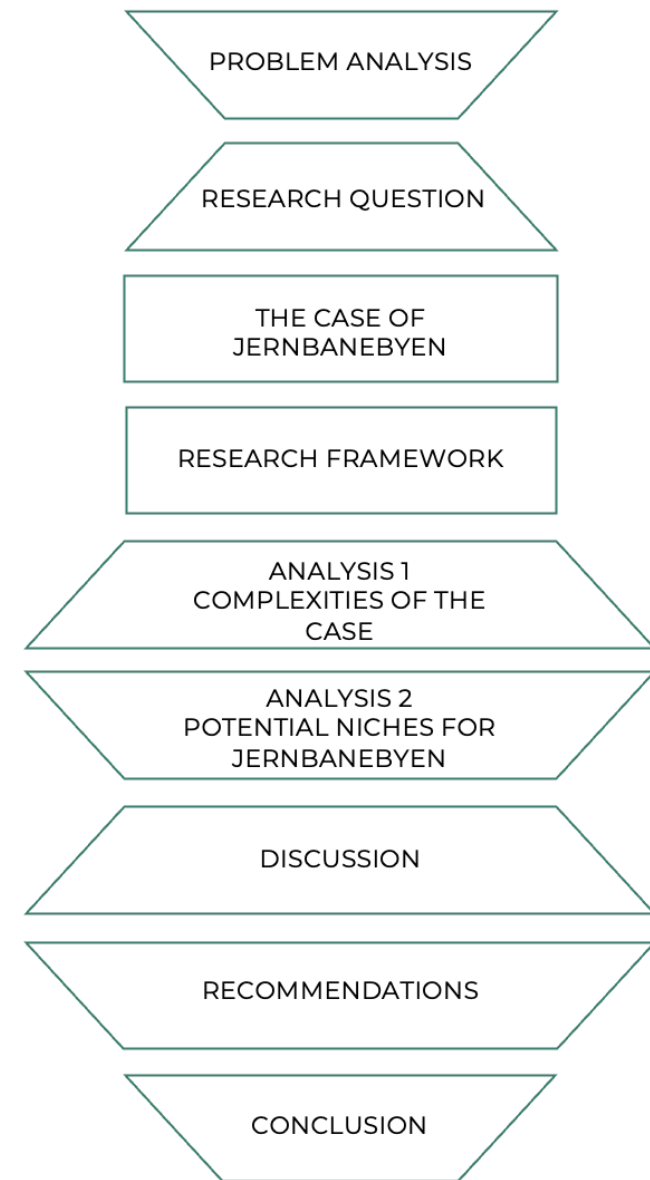 PROBLEM ANALYSIS
RESEARCH QUESTION
THE CASE OF
JERNBANEBYEN
RESEARCH FRAMEWORK
ANALYSIS 1
COMPLEXITIES OF THE
CASE
ANALYSIS 2
POTENTIAL NICHES FOR
JERNBANEBYEN
DISCUSSION
RECOMMENDATIONS
CONCLUSION